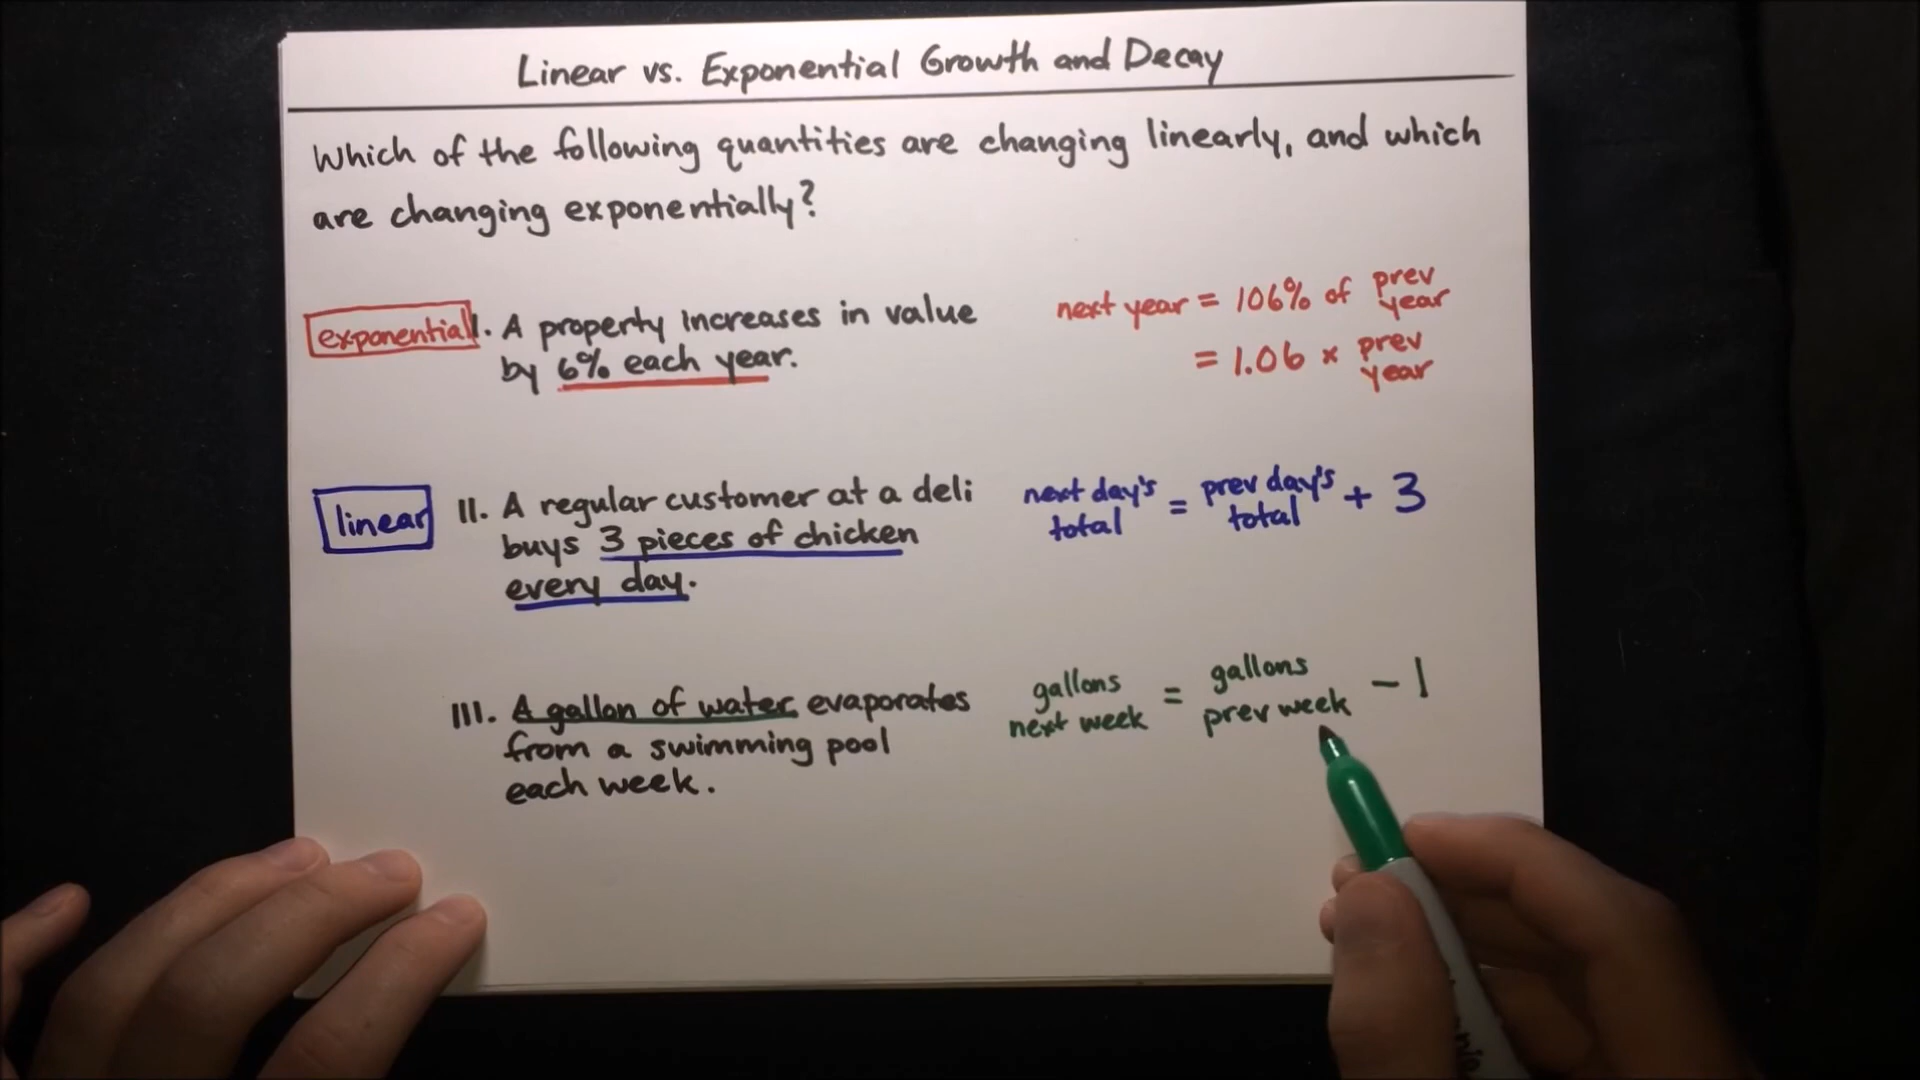 Linear vs. Exponential Growth and Decay
Which of the following quantities are changing linearly, and which
are changing exponentially?
exponential I. A property increases in value
by 6% each year.
next year = 106% of prev year
= 1.06 × prev year
linear II. A regular customer at a deli
buys 3 pieces of chicken
every day.
next day's total = prev day's total + 3
III. A gallon of water evaporates
from a swimming pool
each week.
gallons next week = gallons prev week - 1